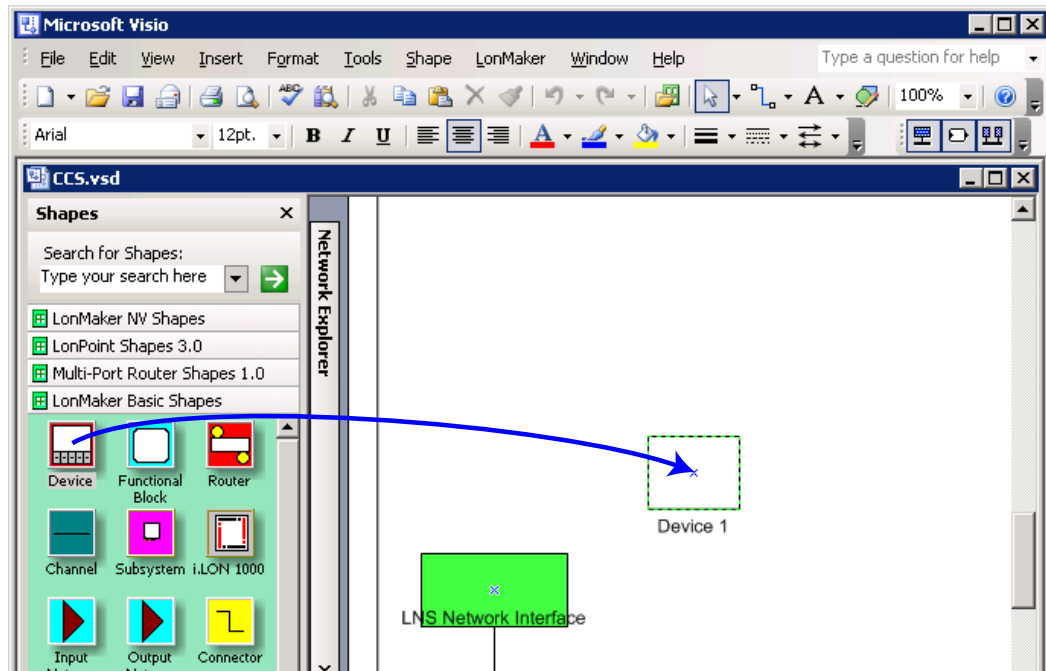 Microsoft Visio
File Edit View Insert Format Tools Shape LonMaker Window Help Type a question for help
ABC A 100%
Arial 12pt. B I U A
CCS.vsd
Shapes
Search for Shapes:
Type your search here
Network Explorer
LonMaker NV Shapes
LonPoint Shapes 3.0
Multi-Port Router Shapes 1.0
LonMaker Basic Shapes
Device Functional Block Router
Channel Subsystem i.LON 1000
Input Output Connector
Device 1
LNS Network Interface